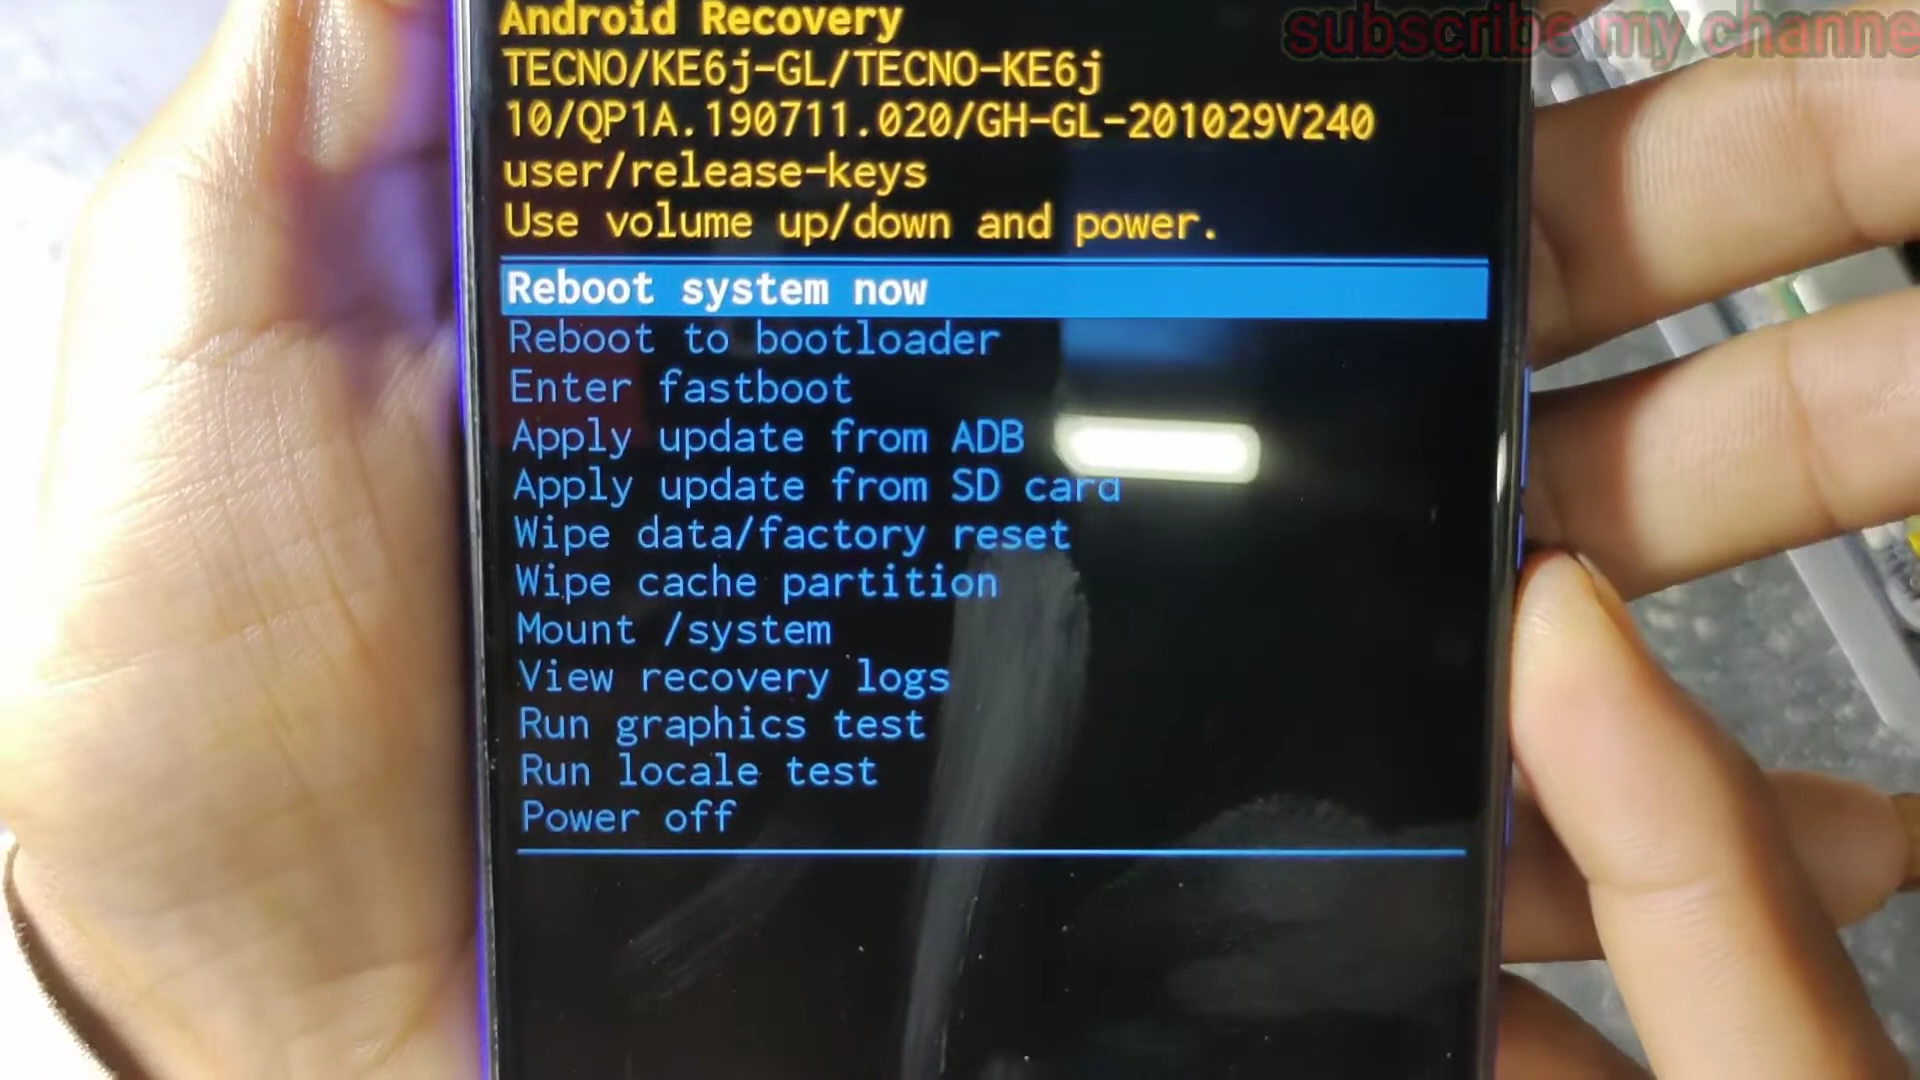 Android Recovery
subscribe my channe
TECNO/KE6j-GL/TECNO-KE6j
10/QP1A.190711.020/GH-GL-201029V240
user/release-keys
Use volume up/down and power.
Reboot system now
Reboot to bootloader
Enter fastboot
Apply update from ADB
Apply update from SD card
Wipe data/factory reset
Wipe cache partition
Mount /system
View recovery logs
Run graphics test
Run locale test
Power off